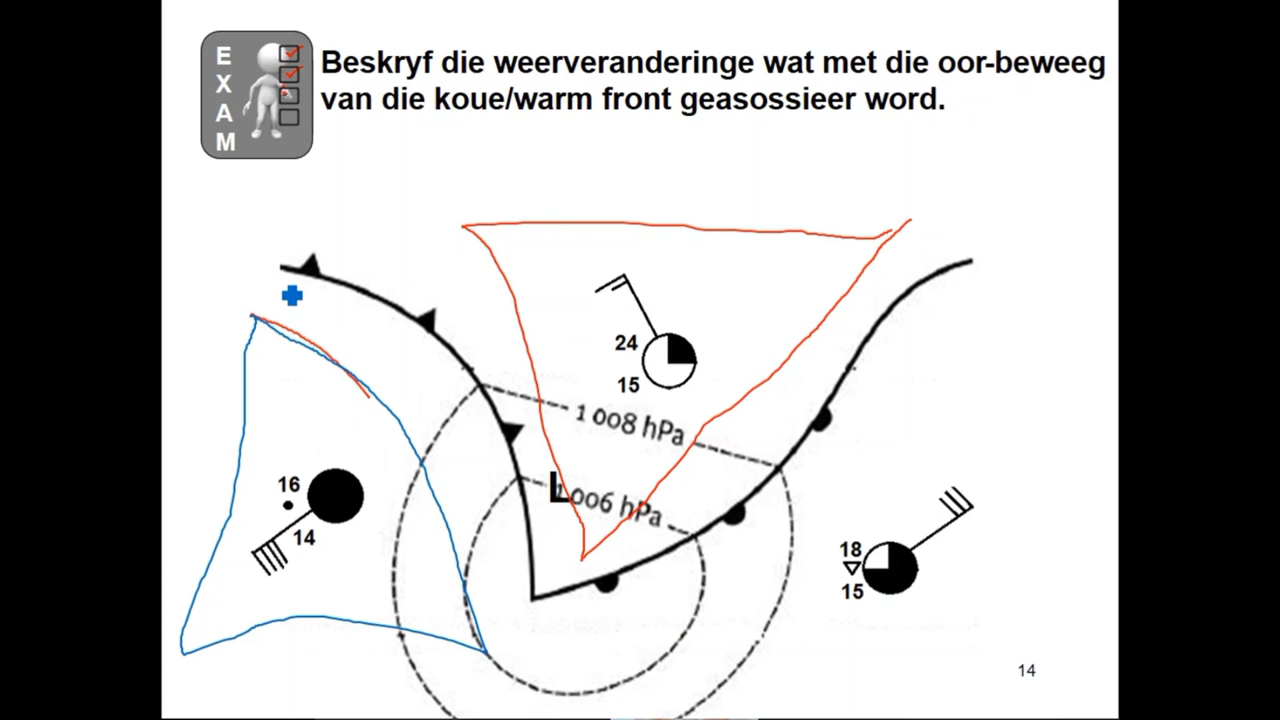 E
X
A
M
Beskryf die weerveranderinge wat met die oor-beweeg
van die koue/warm front geasossieer word.
24
15
1 008 hPa
L
1 006 hPa
16
14
18
15
14